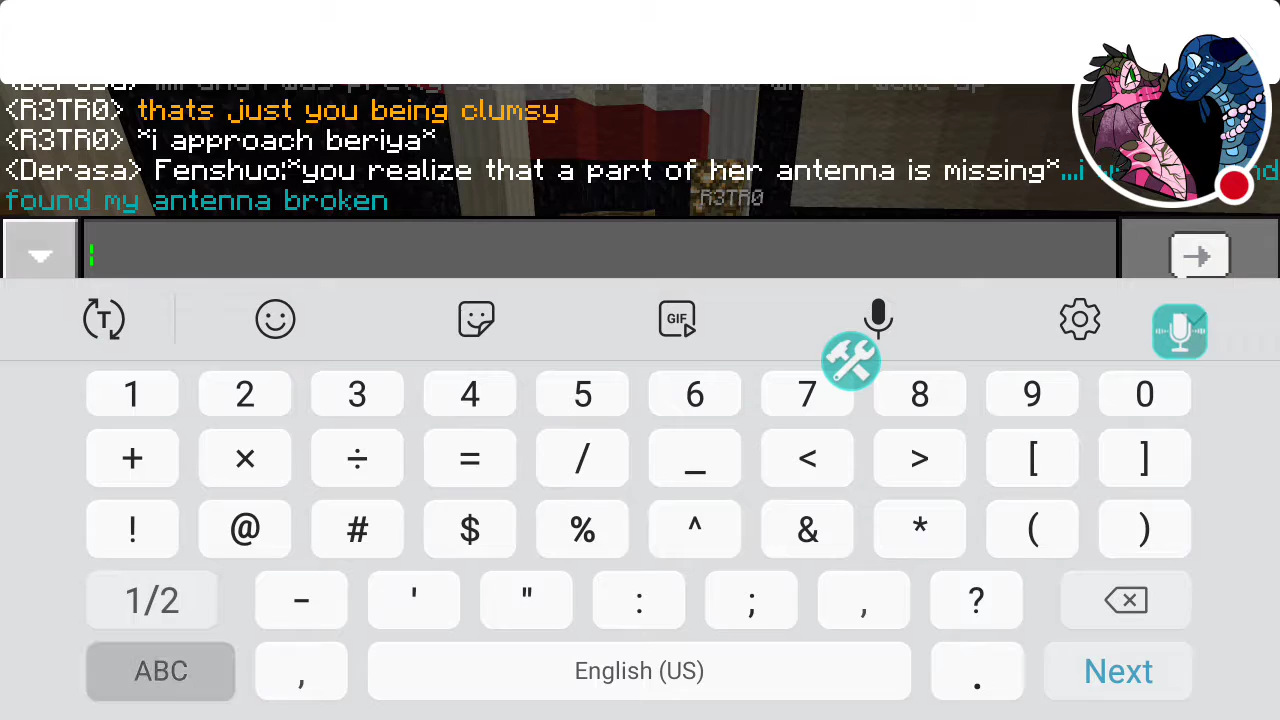 <R3TR0> thats just you being clumsy
<R3TR0> *i approach beriya*
<Derasa> Fenshuo:*you realize that a part of her antenna is missing*...i
found my antenna broken
R3TR0
T
GIF
1 2 3 4 5 6 7 8 9 0
+ × ÷ = / _ < > [ ]
! @ # $ % ^ & * ( )
1/2 - ' " : ; , ?
ABC , English (US) . Next